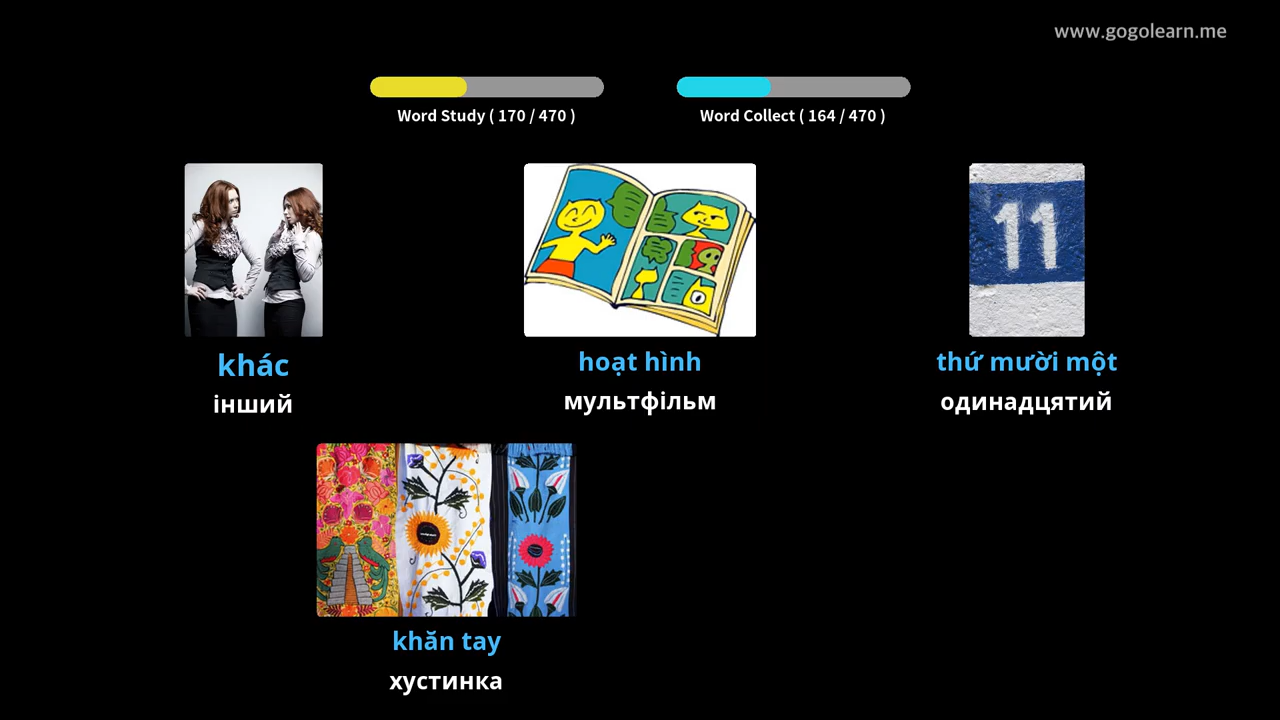 www.gogolearn.me
Word Study ( 170 / 470 )
Word Collect ( 164 / 470 )
11
khác
інший
hoạt hình
мультфільм
thứ mười một
одинадцятий
khăn tay
хустинка